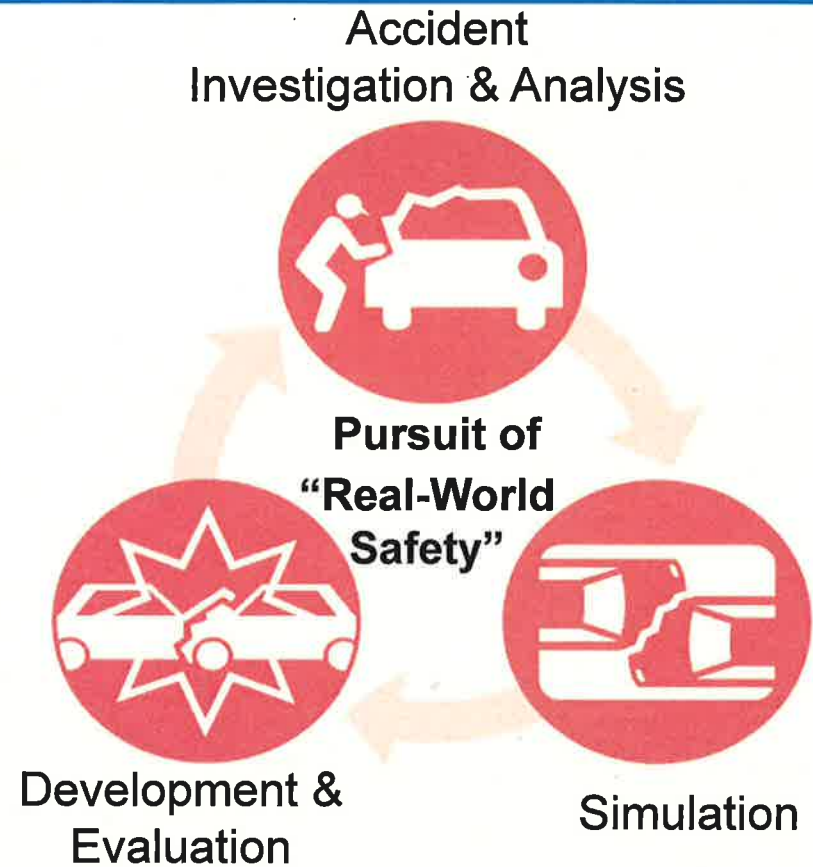 Accident
Investigation & Analysis
Pursuit of
“Real-World
Safety”
Development &
Evaluation
Simulation